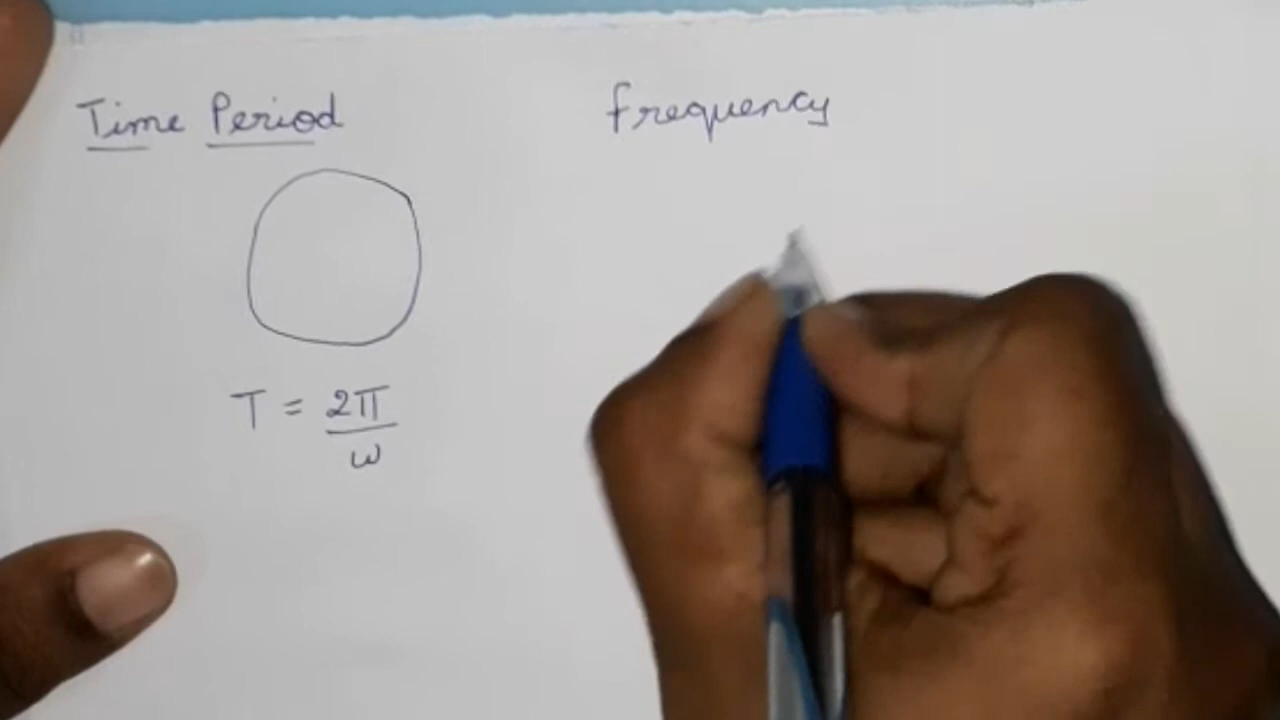 Time Period
frequency
T = 2π/ω